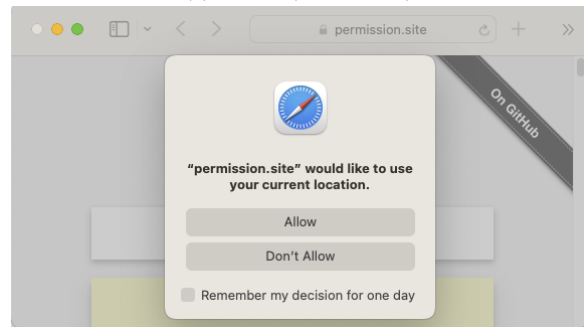 permission.site
On GitHub
“permission.site” would like to use
your current location.
Allow
Don’t Allow
Remember my decision for one day